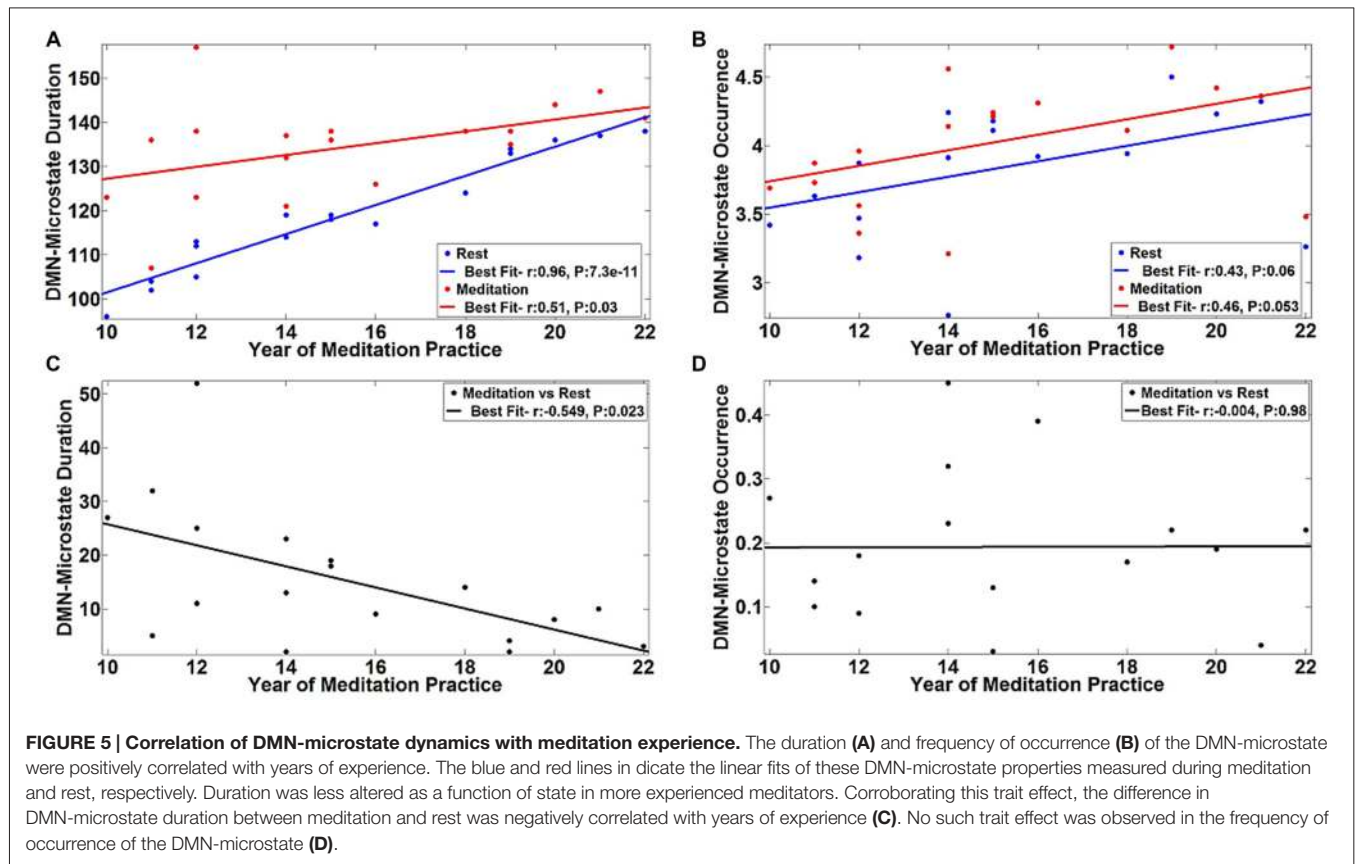 A
DMN-Microstate Duration
150
140
130
120
110
100
Rest
Best Fit- r:0.96, P:7.3e-11
Meditation
Best Fit- r:0.51, P:0.03
10 12 14 16 18 20 22
Year of Meditation Practice
B
DMN-Microstate Occurrence
4.5
4
3.5
3
Rest
Best Fit- r:0.43, P:0.06
Meditation
Best Fit- r:0.46, P:0.053
10 12 14 16 18 20 22
Year of Meditation Practice
C
DMN-Microstate Duration
50
40
30
20
10
Meditation vs Rest
Best Fit- r:-0.549, P:0.023
10 12 14 16 18 20 22
Year of Meditation Practice
D
DMN-Microstate Occurrence
0.4
0.3
0.2
0.1
Meditation vs Rest
Best Fit- r:-0.004, P:0.98
10 12 14 16 18 20 22
Year of Meditation Practice
FIGURE 5 | Correlation of DMN-microstate dynamics with meditation experience. The duration (A) and frequency of occurrence (B) of the DMN-microstate
were positively correlated with years of experience. The blue and red lines in dicate the linear fits of these DMN-microstate properties measured during meditation
and rest, respectively. Duration was less altered as a function of state in more experienced meditators. Corroborating this trait effect, the difference in
DMN-microstate duration between meditation and rest was negatively correlated with years of experience (C). No such trait effect was observed in the frequency of
occurrence of the DMN-microstate (D).